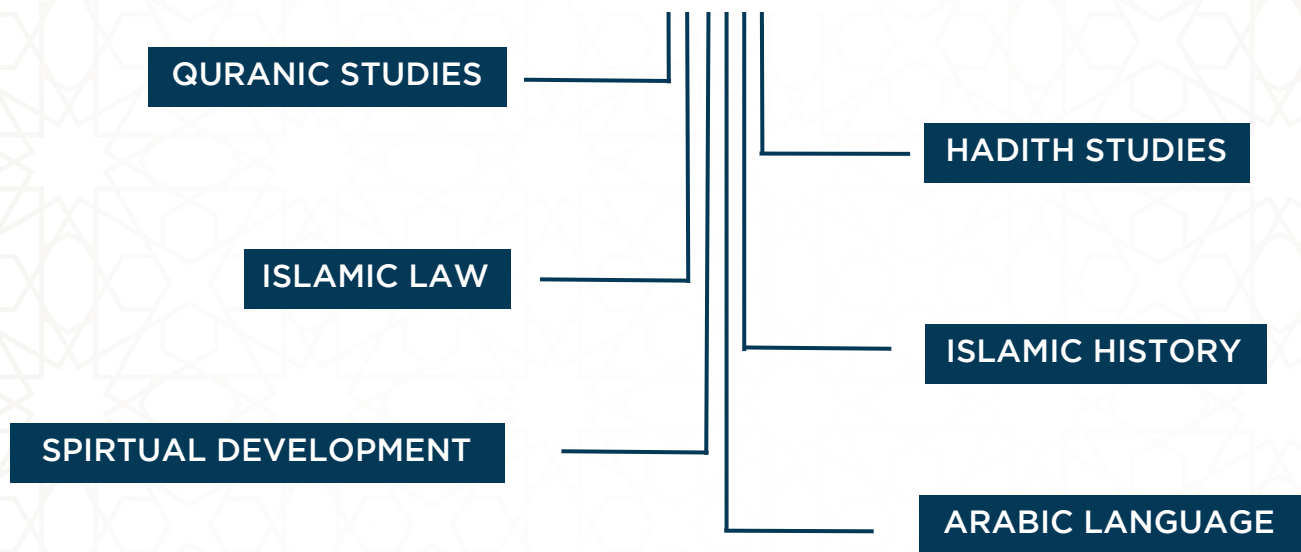 QURANIC STUDIES
HADITH STUDIES
ISLAMIC LAW
ISLAMIC HISTORY
SPIRTUAL DEVELOPMENT
ARABIC LANGUAGE